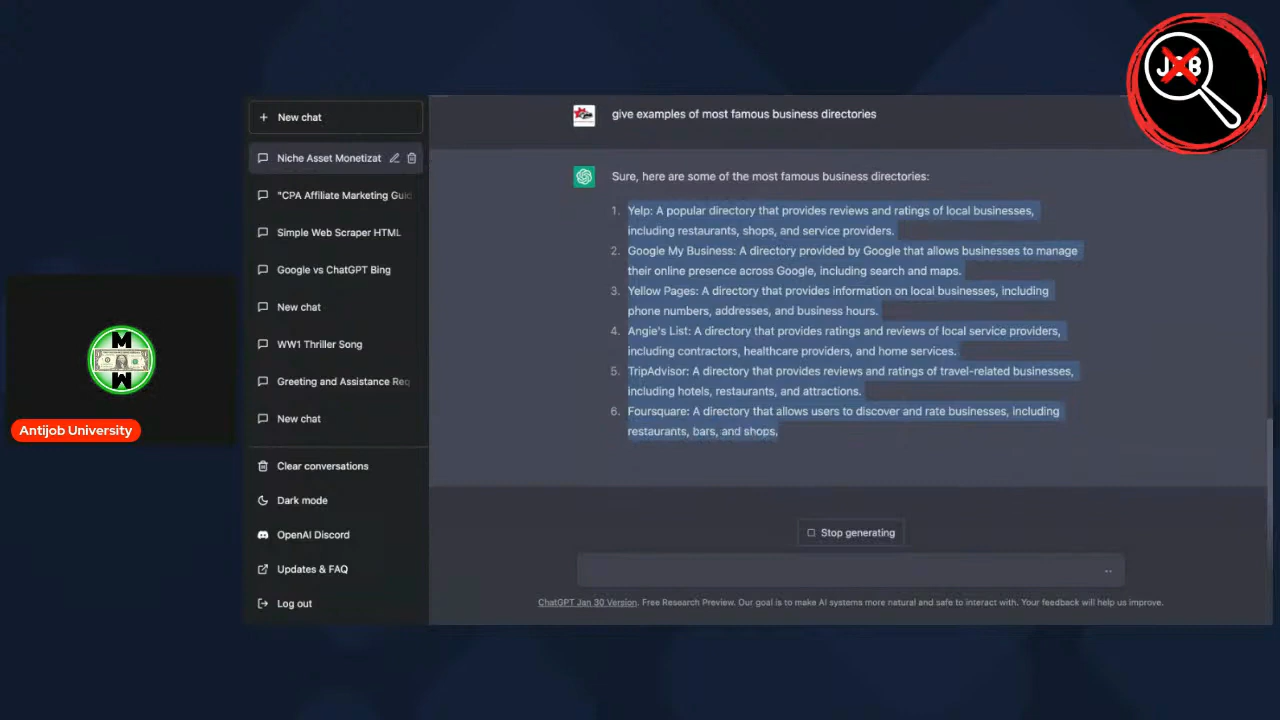 JOB
+ New chat
Niche Asset Monetizat
"CPA Affiliate Marketing Guid
Simple Web Scraper HTML
Google vs ChatGPT Bing
New chat
WW1 Thriller Song
Greeting and Assistance Req
New chat
Clear conversations
Dark mode
OpenAI Discord
Updates & FAQ
Log out
M
M
Antijob University
give examples of most famous business directories
Sure, here are some of the most famous business directories:
1. Yelp: A popular directory that provides reviews and ratings of local businesses,
including restaurants, shops, and service providers.
2. Google My Business: A directory provided by Google that allows businesses to manage
their online presence across Google, including search and maps.
3. Yellow Pages: A directory that provides information on local businesses, including
phone numbers, addresses, and business hours.
4. Angie's List: A directory that provides ratings and reviews of local service providers,
including contractors, healthcare providers, and home services.
5. TripAdvisor: A directory that provides reviews and ratings of travel-related businesses,
including hotels, restaurants, and attractions.
6. Foursquare: A directory that allows users to discover and rate businesses, including
restaurants, bars, and shops.
Stop generating
ChatGPT Jan 30 Version. Free Research Preview. Our goal is to make AI systems more natural and safe to interact with. Your feedback will help us improve.